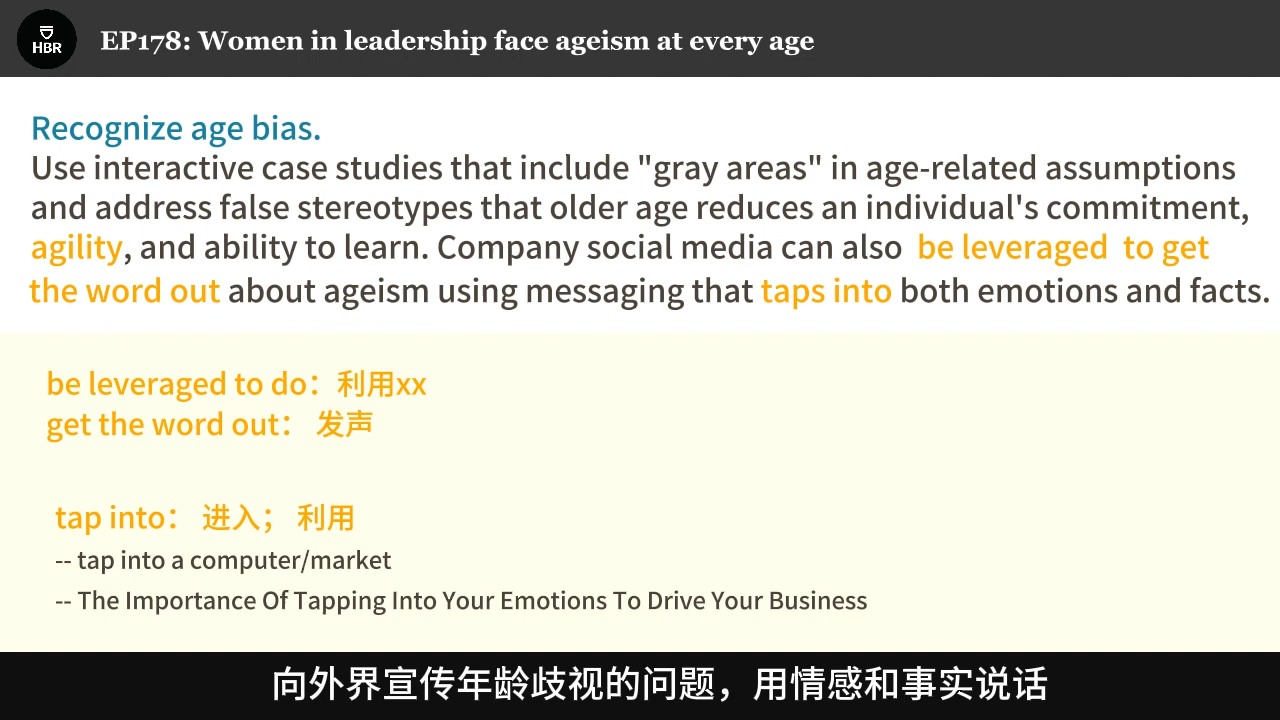 HBR
EP178: Women in leadership face ageism at every age
Recognize age bias.
Use interactive case studies that include "gray areas" in age-related assumptions
and address false stereotypes that older age reduces an individual's commitment,
agility, and ability to learn. Company social media can also be leveraged to get
the word out about ageism using messaging that taps into both emotions and facts.
be leveraged to do：利用xx
get the word out： 发声
tap into： 进入； 利用
-- tap into a computer/market
-- The Importance Of Tapping Into Your Emotions To Drive Your Business
向外界宣传年龄歧视的问题，用情感和事实说话